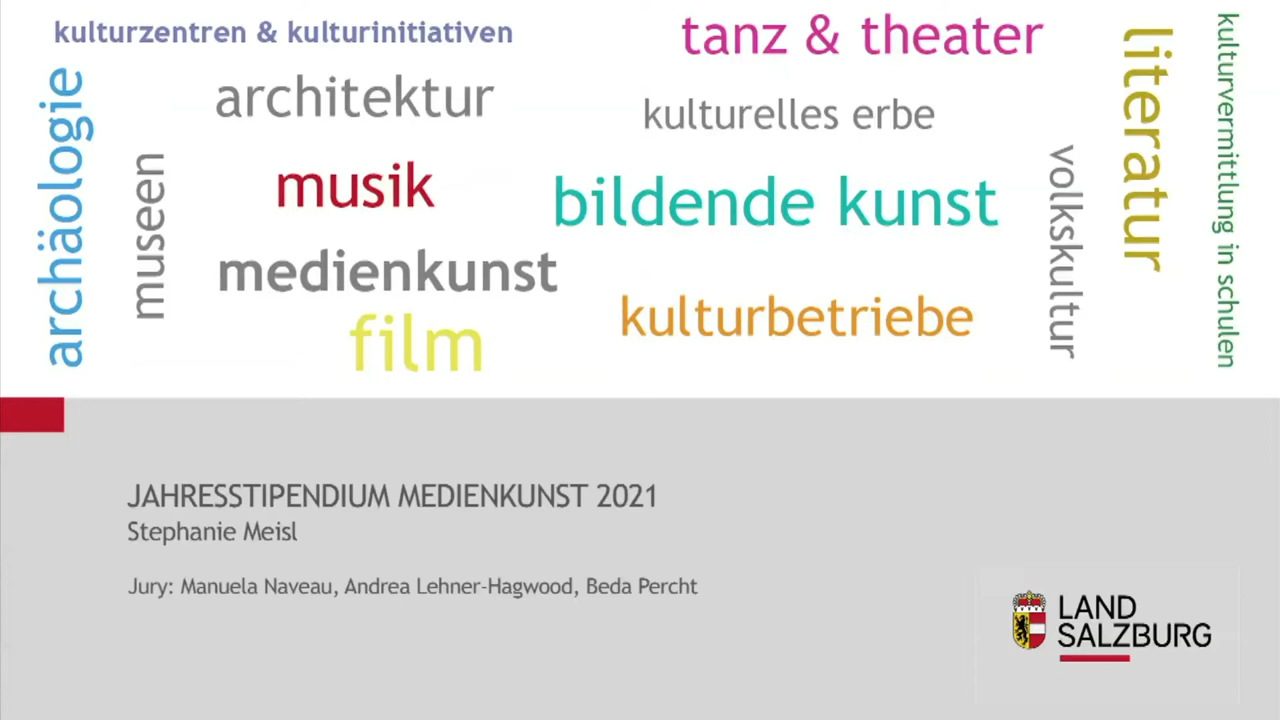 kulturzentren & kulturinitiativen
tanz & theater
literatur
kulturvermittlung in schulen
archäologie
architektur
kulturelles erbe
museen
musik
bildende kunst
volkskultur
medienkunst
kulturbetriebe
film
JAHRESSTIPENDIUM MEDIENKUNST 2021
Stephanie Meisl
Jury: Manuela Naveau, Andrea Lehner-Hagwood, Beda Percht
LAND
SALZBURG